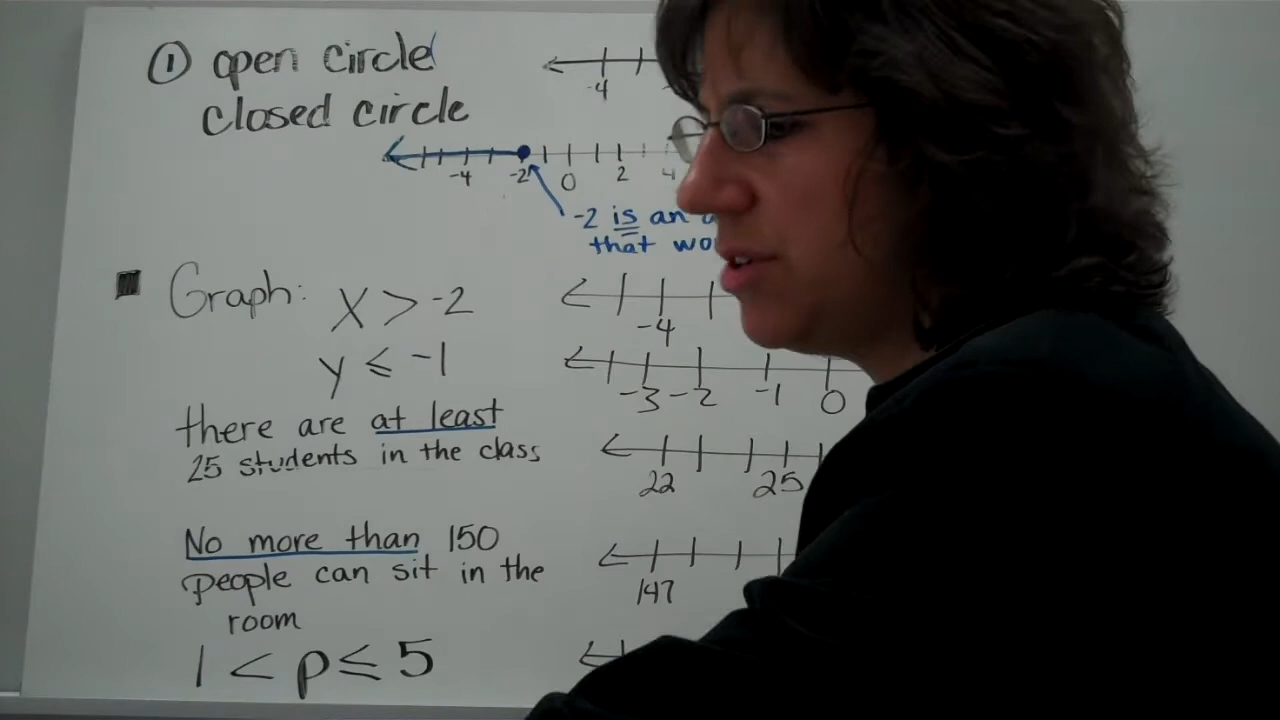 ① open circle
closed circle
-4
-4 -2 0 2 4
-2 is an
that
Graph: X > -2
-4
y ≤ -1
-3 -2 -1 0
there are at least
25 students in the class
22 25
No more than 150
people can sit in the
room
147
1 < p ≤ 5